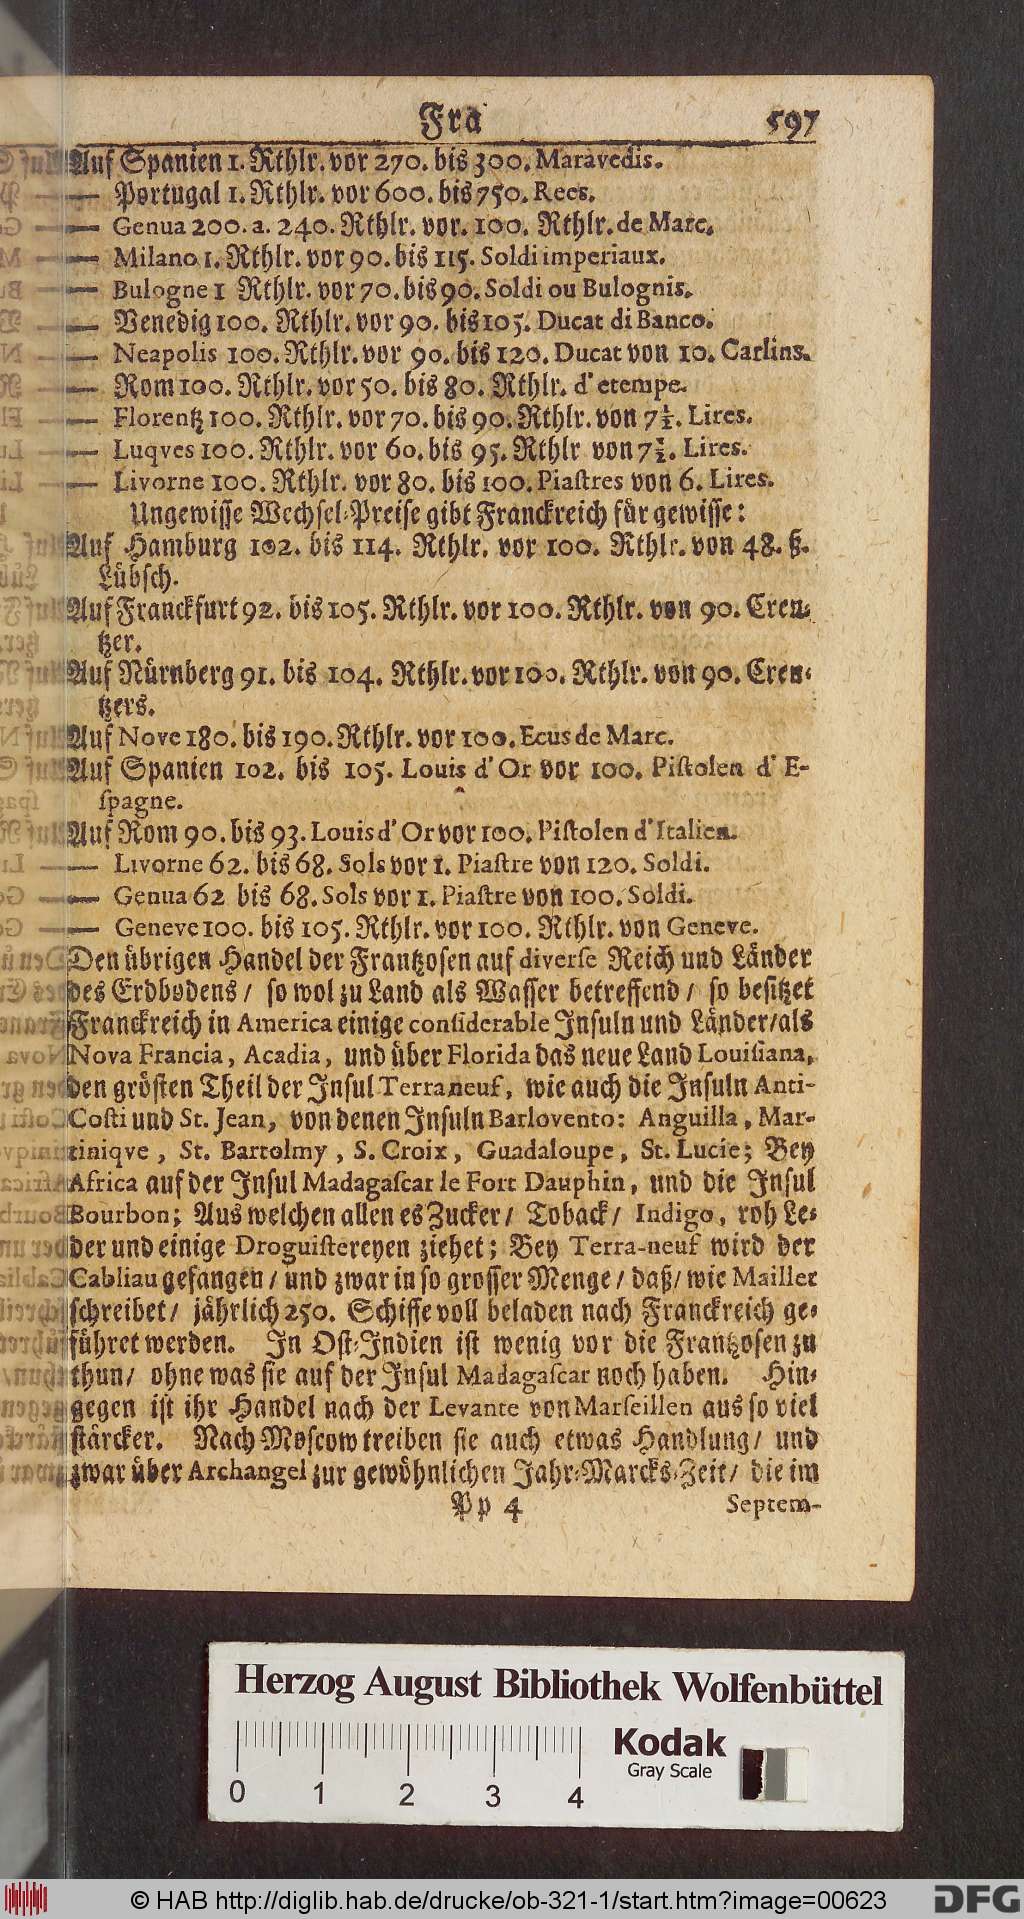 Fra 597
Auf Spanien 1. Rthlr. vor 270. bis 300. Maravedis.
— Portugal 1. Rthlr. vor 600. bis 750. Rees.
— Genua 200. a. 240. Rthlr. vor. 100. Rthlr. de Marc.
— Milano 1. Rthlr. vor 90. bis 115. Soldi imperiaux.
— Bulogne 1 Rthlr. vor 70. bis 90. Soldi ou Bulognis.
— Venedig 100. Rthlr. vor 90. bis 105. Ducat di Banco.
— Neapolis 100. Rthlr. vor 90. bis 120. Ducat von 10. Carlins.
— Rom 100. Rthlr. vor 50. bis 80. Rthlr. d' etempe.
— Florentz 100. Rthlr. vor 70. bis 90. Rthlr. von 7½. Lires.
— Luqves 100. Rthlr. vor 60. bis 95. Rthlr von 7½. Lires.
— Livorne 100. Rthlr. vor 80. bis 100. Piastres von 6. Lires.
Ungewisse Wechsel-Preise gibt Franckreich für gewisse:
Auf Hamburg 102. bis 114. Rthlr. vor 100. Rthlr. von 48. ß.
Lübsch.
Auf Franckfurt 92. bis 105. Rthlr. vor 100. Rthlr. von 90. Creu-
tzer.
Auf Nürnberg 91. bis 104. Rthlr. vor 100. Rthlr. von 90. Creu-
tzers.
Auf Nove 180. bis 190. Rthlr. vor 100. Ecus de Marc.
Auf Spanien 102. bis 105. Louis d' Or vor 100. Pistolen d' E-
spagne.
Auf Rom 90. bis 93. Louis d' Or vor 100. Pistolen d' Italien.
— Livorne 62. bis 68. Sols vor 1. Piastre von 120. Soldi.
— Genua 62 bis 68. Sols vor 1. Piastre von 100. Soldi.
— Geneve 100. bis 105. Rthlr. vor 100. Rthlr. von Geneve.
Den übrigen Handel der Frantzosen auf diverse Reich und Länder
des Erdbodens / so wol zu Land als Wasser betreffend / so besitzet
Franckreich in America einige considerable Insuln und Länder/als
Nova Francia, Acadia, und über Florida das neue Land Louisiana,
den grösten Theil der Insul Terraneuf, wie auch die Insuln Anti-
Costi und St. Jean, von denen Insuln Barlovento: Anguilla, Mar-
tiniqve, St. Bartolmy, S. Croix, Guadaloupe, St. Lucie; Bey
Africa auf der Insul Madagascar le Fort Dauphin, und die Insul
Bourbon; Aus welchen allen es Zucker/ Toback/ Indigo, roh Le-
der und einige Droguistereyen ziehet; Bey Terra-neuf wird der
Cabliau gefangen / und zwar in so grosser Menge / daß/ wie Maillet
schreibet/ jährlich 250. Schiffe voll beladen nach Franckreich ge-
führet werden. In Ost-Indien ist wenig vor die Frantzosen zu
thun/ ohne was sie auf der Insul Madagascar noch haben. Hin-
gegen ist ihr Handel nach der Levante von Marseillen aus so viel
stärcker. Nach Moscow treiben sie auch etwas Handlung/ und
zwar über Archangel zur gewöhnlichen Jahr-Marcks-Zeit/ die im
Pp 4 Septem-
Herzog August Bibliothek Wolfenbüttel
Kodak
Gray Scale
0 1 2 3 4
© HAB http://diglib.hab.de/drucke/ob-321-1/start.htm?image=00623
DFG